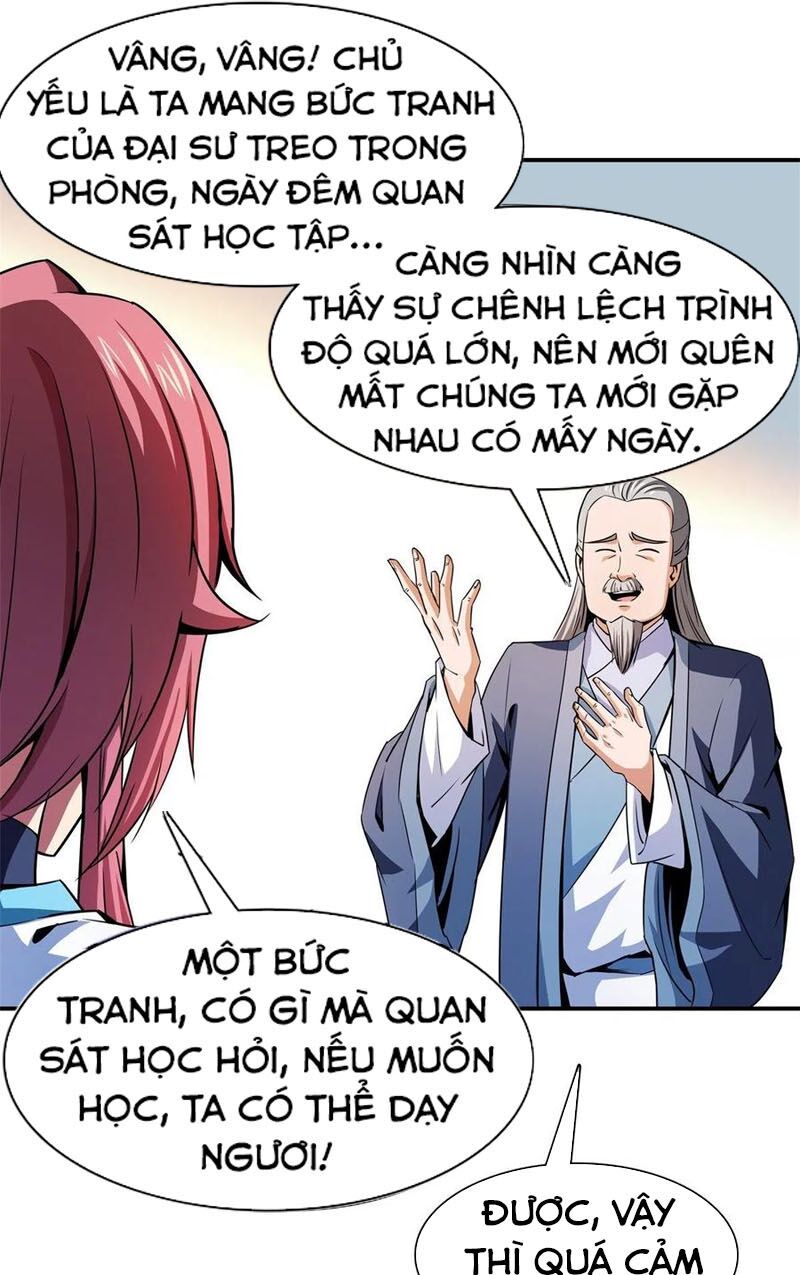 VÂNG, VÂNG! CHỦ
YẾU LÀ TA MANG BỨC TRANH
CỦA ĐẠI SƯ TREO TRONG
PHÒNG, NGÀY ĐÊM QUAN
SÁT HỌC TẬP...
CÀNG NHÌN CÀNG
THẤY SỰ CHÊNH LỆCH TRÌNH
ĐỘ QUÁ LỚN, NÊN MỚI QUÊN
MẤT CHÚNG TA MỚI GẶP
NHAU CÓ MẤY NGÀY.
MỘT BỨC
TRANH, CÓ GÌ MÀ QUAN
SÁT HỌC HỎI, NẾU MUỐN
HỌC, TA CÓ THỂ DẠY
NGƯƠI!
ĐƯỢC, VẬY
THÌ QUÁ CẢM